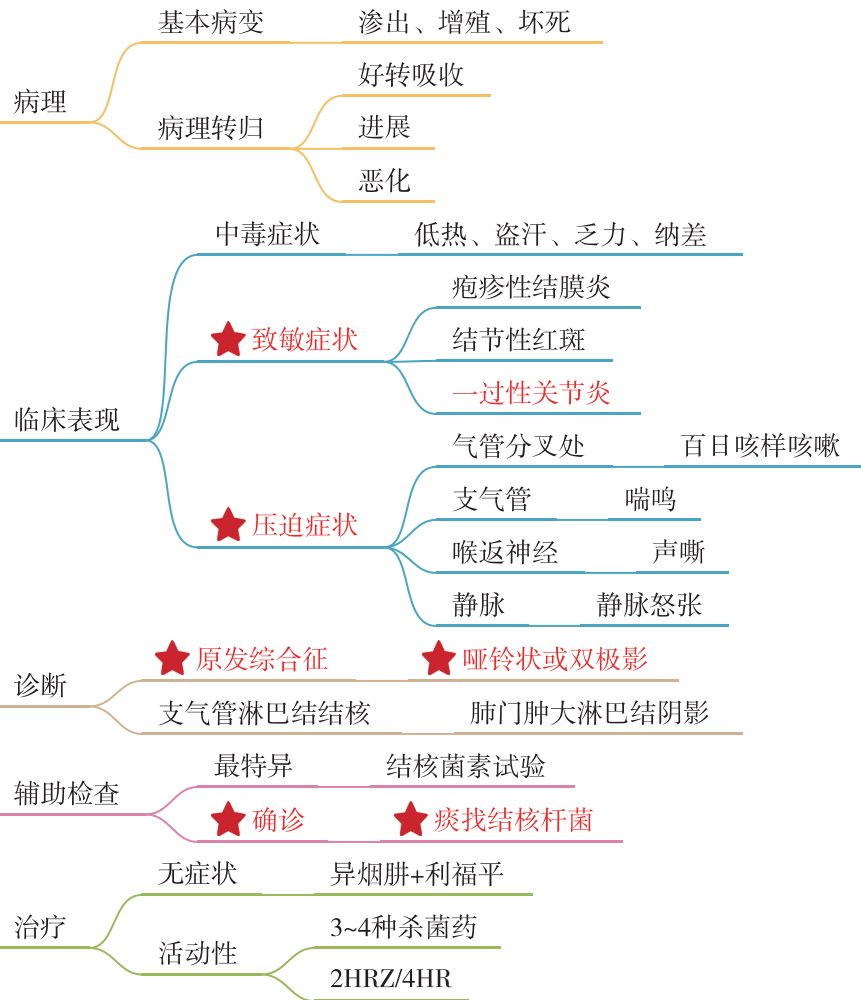 基本病变 渗出、增殖、坏死
好转吸收
病理
病理转归 进展
恶化
中毒症状 低热、盗汗、乏力、纳差
疱疹性结膜炎
致敏症状 结节性红斑
一过性关节炎
临床表现
气管分叉处 百日咳样咳嗽
支气管 喘鸣
压迫症状
喉返神经 声嘶
静脉 静脉怒张
原发综合征 哑铃状或双极影
诊断
支气管淋巴结结核 肺门肿大淋巴结阴影
最特异 结核菌素试验
辅助检查
确诊 痰找结核杆菌
无症状 异烟肼+利福平
治疗 3~4种杀菌药
活动性
2HRZ/4HR